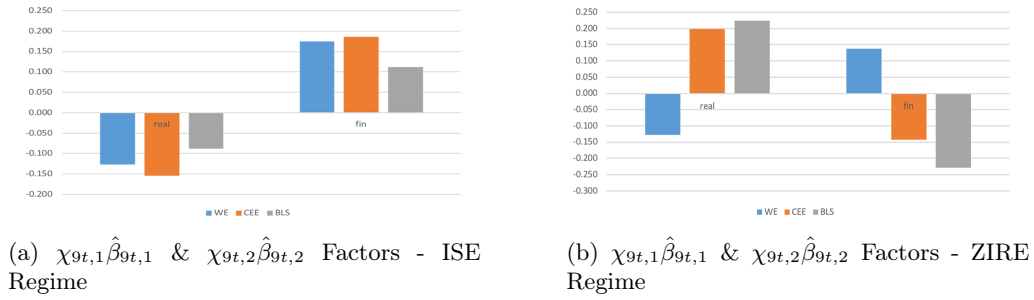 0.250
0.200
0.150
0.100
0.050
0.000
-0.050
-0.100
-0.150
-0.200
real
fin
WE CEE BLS
(a) χ9t,1β̂9t,1 & χ9t,2β̂9t,2 Factors - ISE
Regime
0.250
0.200
0.150
0.100
0.050
0.000
-0.050
-0.100
-0.150
-0.200
-0.250
-0.300
real
fin
WE CEE BLS
(b) χ9t,1β̂9t,1 & χ9t,2β̂9t,2 Factors - ZIRE
Regime